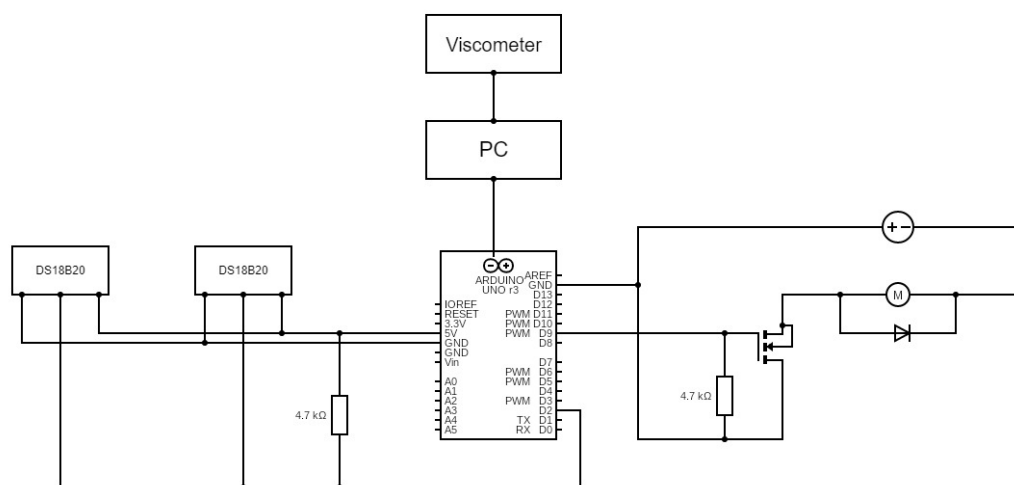 Viscometer
PC
DS18B20
DS18B20
ARDUINO
UNO r3
AREF
GND
D13
D12
PWM D11
PWM D10
PWM D9
D8
D7
PWM D6
PWM D5
D4
PWM D3
D2
TX D1
RX D0
IOREF
RESET
3.3V
5V
GND
GND
Vin
A0
A1
A2
A3
A4
A5
4.7 kΩ
4.7 kΩ
+ −
M